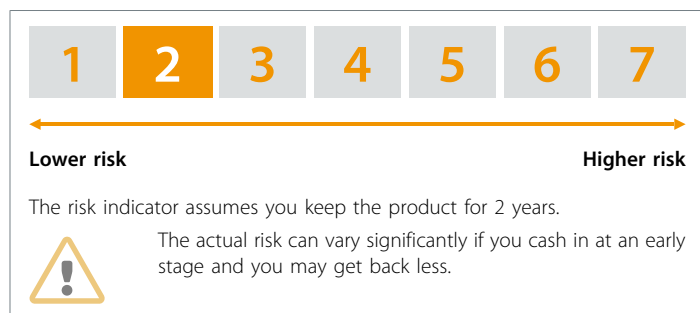 1 2 3 4 5 6 7
Lower risk Higher risk
The risk indicator assumes you keep the product for 2 years.
The actual risk can vary significantly if you cash in at an early
stage and you may get back less.